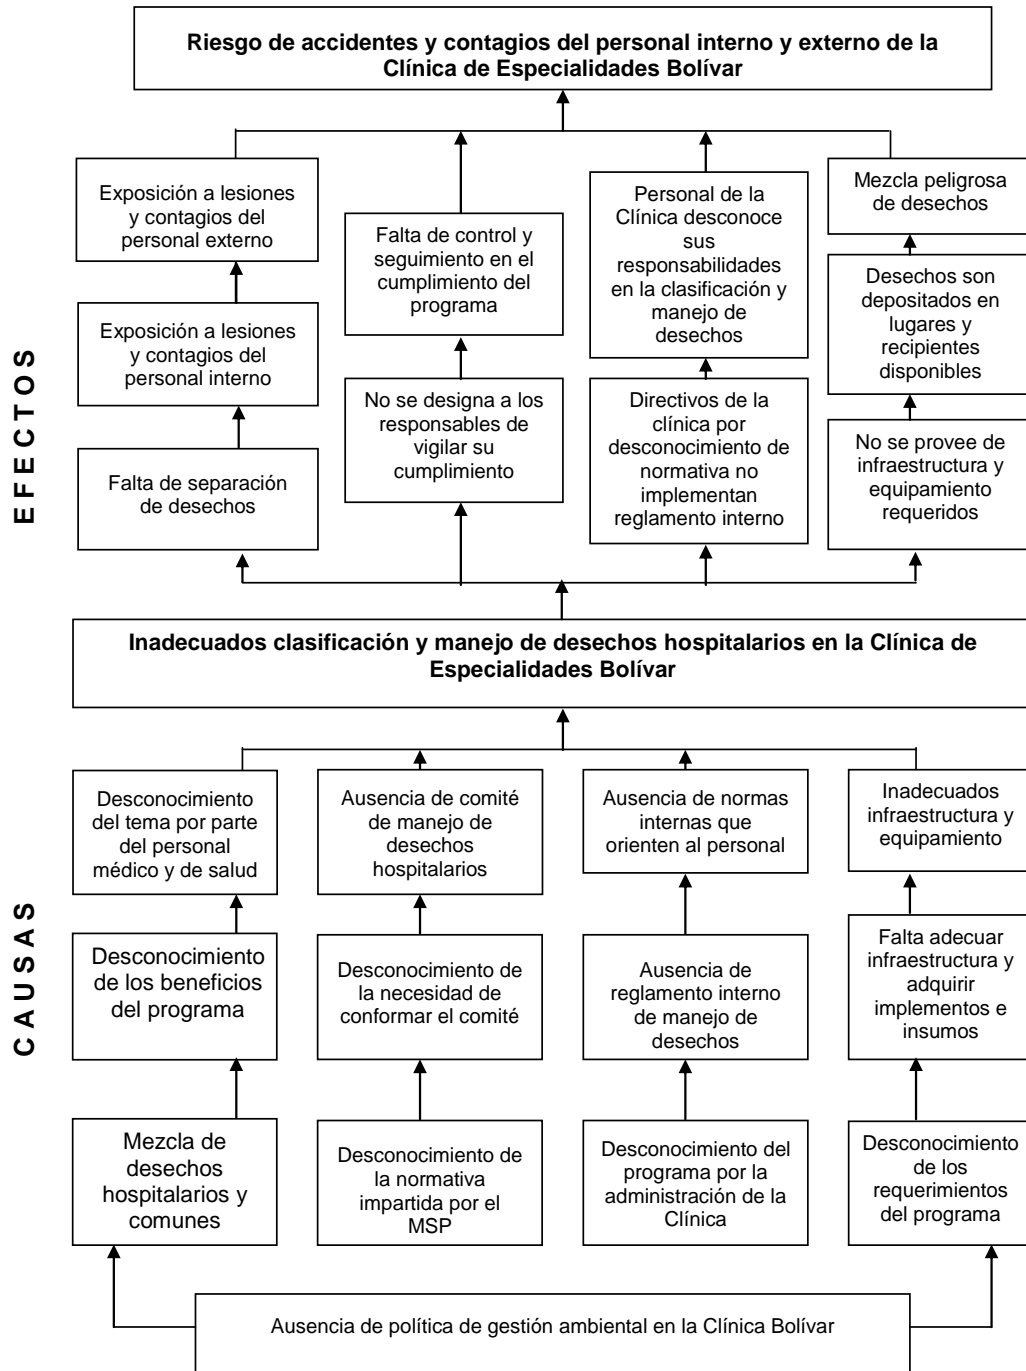 Riesgo de accidentes y contagios del personal interno y externo de la
Clínica de Especialidades Bolívar
Exposición a lesiones
y contagios del
personal externo
Falta de control y
seguimiento en el
cumplimiento del
programa
Personal de la
Clínica desconoce
sus
responsabilidades
en la clasificación y
manejo de
desechos
Mezcla peligrosa
de desechos
Exposición a lesiones
y contagios del
personal interno
No se designa a los
responsables de
vigilar su
cumplimiento
Directivos de la
clínica por
desconocimiento de
normativa no
implementan
reglamento interno
Desechos son
depositados en
lugares y
recipientes
disponibles
Falta de separación
de desechos
No se provee de
infraestructura y
equipamiento
requeridos
EFECTOS
Inadecuados clasificación y manejo de desechos hospitalarios en la Clínica de
Especialidades Bolívar
Desconocimiento
del tema por parte
del personal
médico y de salud
Ausencia de comité
de manejo de
desechos
hospitalarios
Ausencia de normas
internas que
orienten al personal
Inadecuados
infraestructura y
equipamiento
Desconocimiento
de los beneficios
del programa
Desconocimiento de
la necesidad de
conformar el comité
Ausencia de
reglamento interno
de manejo de
desechos
Falta adecuar
infraestructura y
adquirir
implementos e
insumos
Mezcla de
desechos
hospitalarios y
comunes
Desconocimiento de
la normativa
impartida por el
MSP
Desconocimiento del
programa por la
administración de la
Clínica
Desconocimiento
de los
requerimientos
del programa
CAUSAS
Ausencia de política de gestión ambiental en la Clínica Bolívar